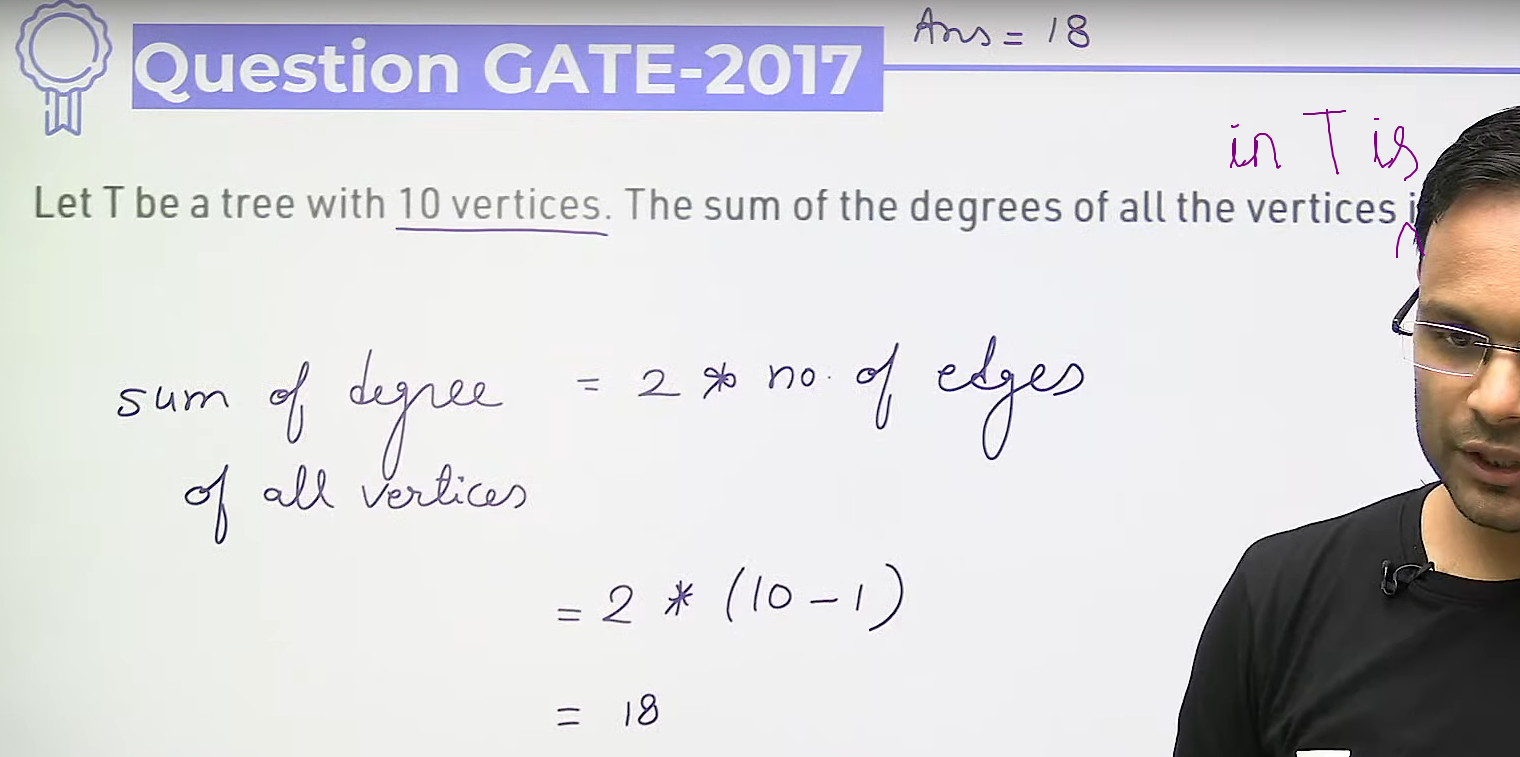 Ans = 18
Question GATE-2017
in T is
Let T be a tree with 10 vertices. The sum of the degrees of all the vertices
sum of degree = 2 * no. of edges
of all vertices
= 2 * (10-1)
= 18